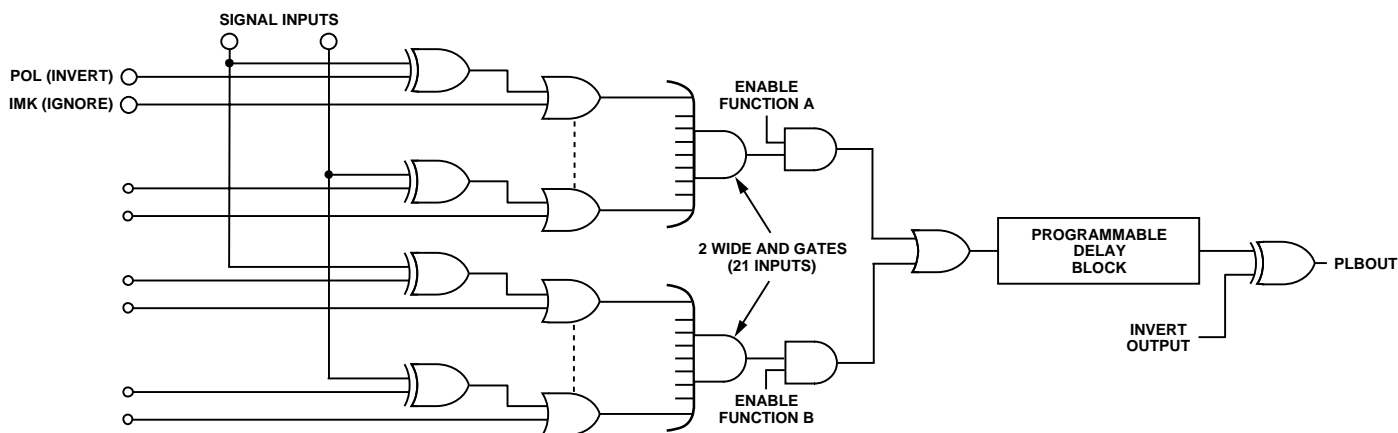 SIGNAL INPUTS
POL (INVERT)
IMK (IGNORE)
ENABLE
FUNCTION A
2 WIDE AND GATES
(21 INPUTS)
PROGRAMMABLE
DELAY
BLOCK
PLBOUT
INVERT
OUTPUT
ENABLE
FUNCTION B